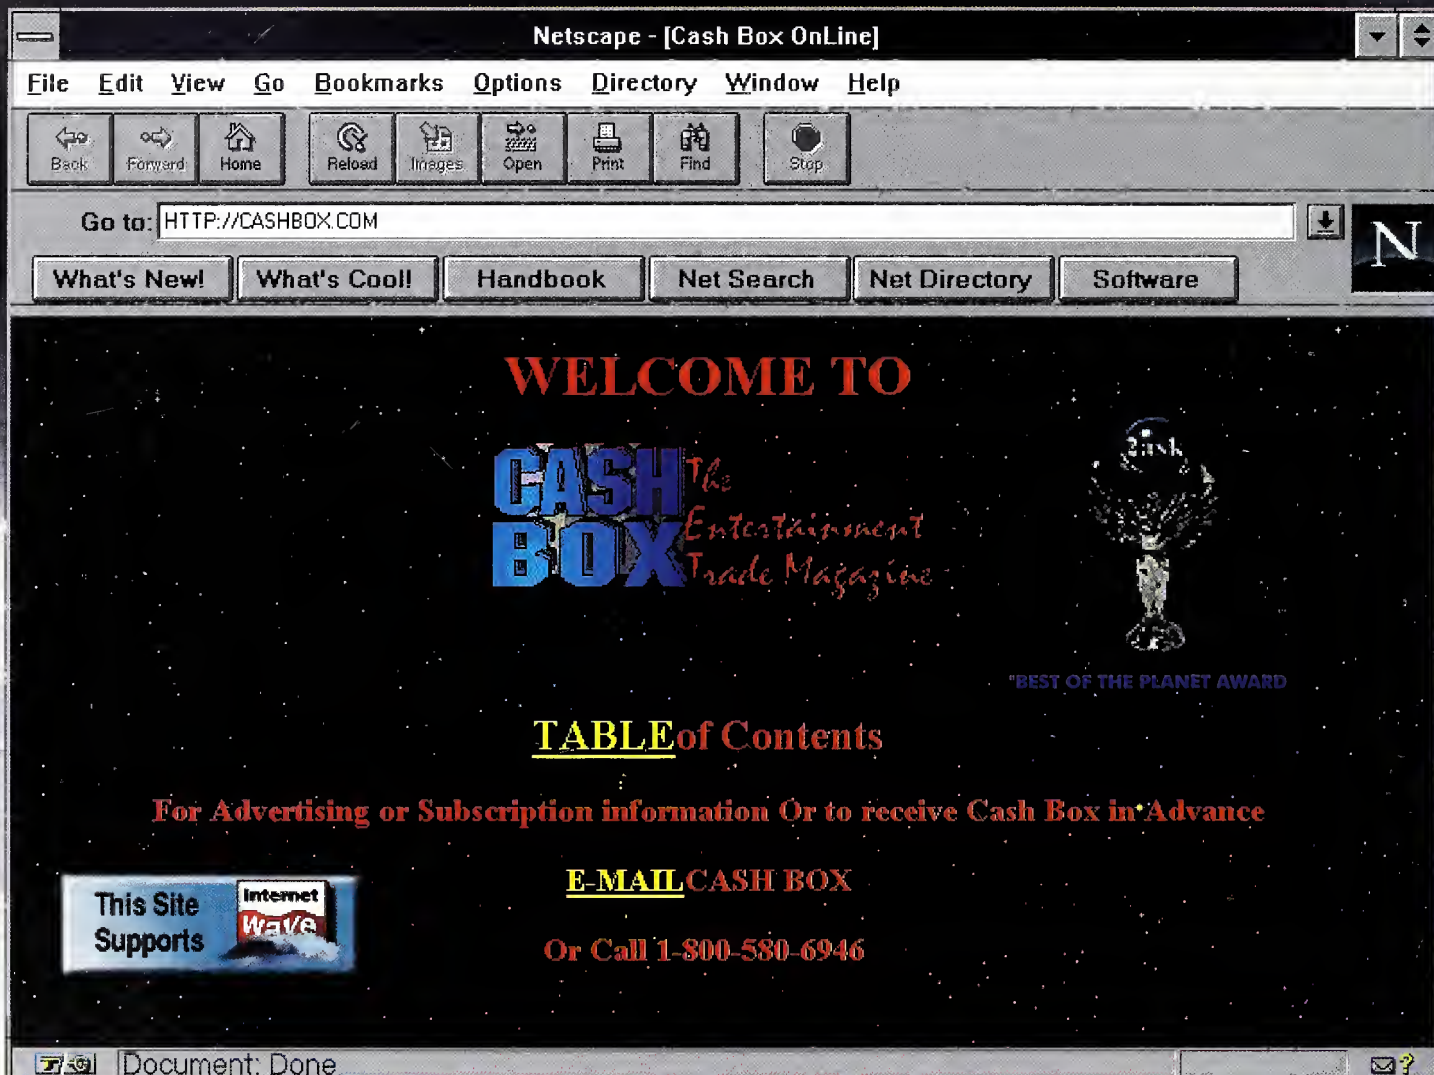 Netscape - [Cash Box OnLine]
File Edit View Go Bookmarks Options Directory Window Help
Back Forward Home Reload Images Open Print Find Stop
Go to: HTTP://CASHBOX.COM
N
What's New! What's Cool! Handbook Net Search Net Directory Software
WELCOME TO
CASH BOX
The
Entertainment
Trade Magazine
"BEST OF THE PLANET AWARD
TABLE of Contents
For Advertising or Subscription information Or to receive Cash Box in Advance
E-MAIL CASH BOX
Or Call 1-800-580-6946
This Site
Supports
Internet
wave
Document: Done
?